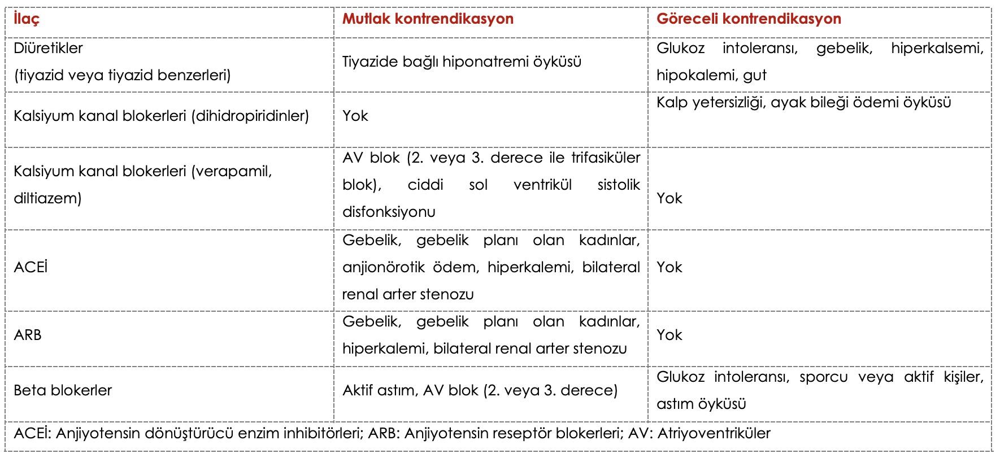 İlaç
Mutlak kontrendikasyon
Göreceli kontrendikasyon
Diüretikler
(tiyazid veya tiyazid benzerleri)
Tiyazide bağlı hiponatremi öyküsü
Glukoz intoleransı, gebelik, hiperkalsemi,
hipokalemi, gut
Kalsiyum kanal blokerleri (dihidropiridinler)
Yok
Kalp yetersizliği, ayak bileği ödemi öyküsü
Kalsiyum kanal blokerleri (verapamil,
diltiazem)
AV blok (2. veya 3. derece ile trifasiküler
blok), ciddi sol ventrikül sistolik
disfonksiyonu
Yok
ACEİ
Gebelik, gebelik planı olan kadınlar,
anjionörotik ödem, hiperkalemi, bilateral
renal arter stenozu
Yok
ARB
Gebelik, gebelik planı olan kadınlar,
hiperkalemi, bilateral renal arter stenozu
Yok
Beta blokerler
Aktif astım, AV blok (2. veya 3. derece)
Glukoz intoleransı, sporcu veya aktif kişiler,
astım öyküsü
ACEİ: Anjiyotensin dönüştürücü enzim inhibitörleri; ARB: Anjiyotensin reseptör blokerleri; AV: Atriyoventriküler